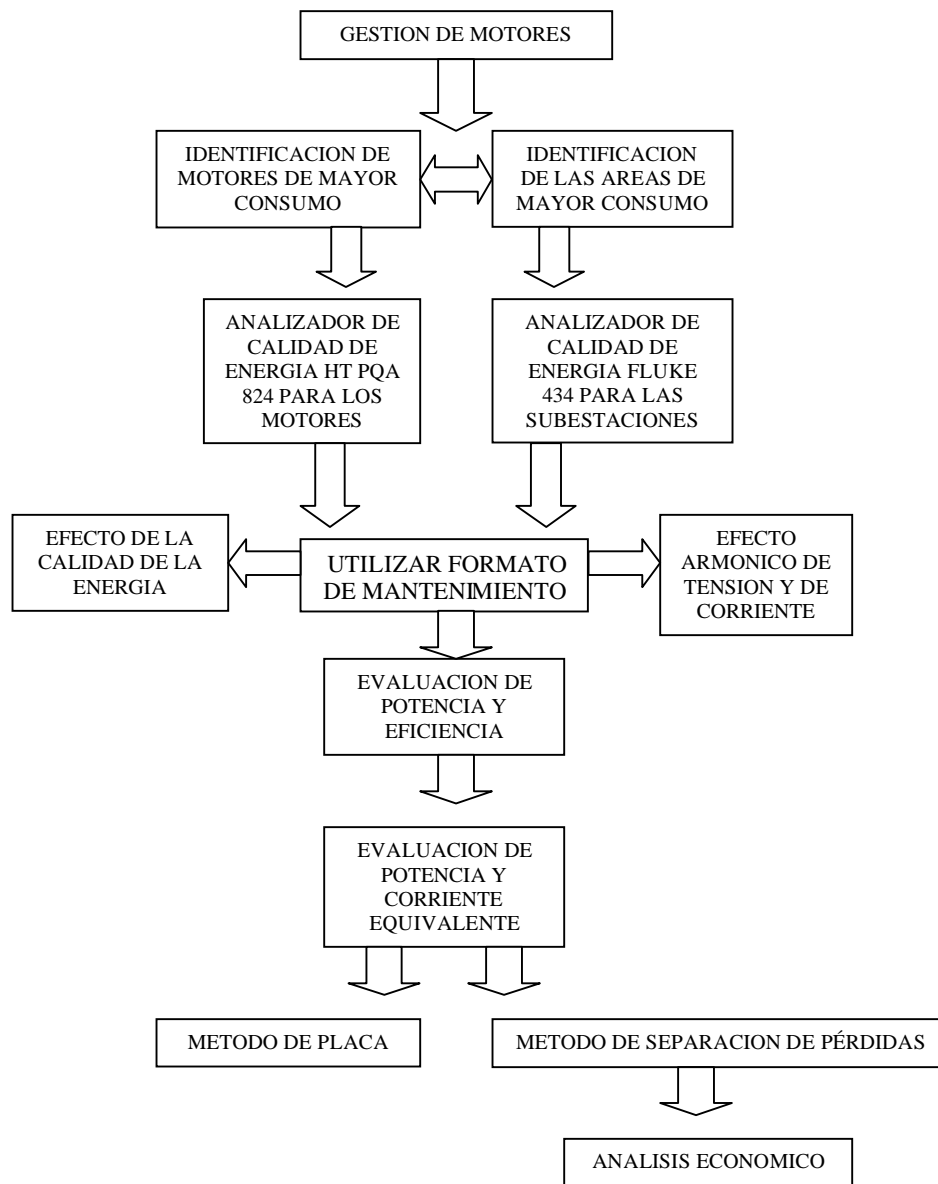 GESTION DE MOTORES
IDENTIFICACION DE
MOTORES DE MAYOR
CONSUMO
IDENTIFICACION
DE LAS AREAS DE
MAYOR CONSUMO
ANALIZADOR DE
CALIDAD DE
ENERGIA HT PQA
824 PARA LOS
MOTORES
ANALIZADOR DE
CALIDAD DE
ENERGIA FLUKE
434 PARA LAS
SUBESTACIONES
EFECTO DE LA
CALIDAD DE LA
ENERGIA
UTILIZAR FORMATO
DE MANTENIMIENTO
EFECTO
ARMONICO DE
TENSION Y DE
CORRIENTE
EVALUACION DE
POTENCIA Y
EFICIENCIA
EVALUACION DE
POTENCIA Y
CORRIENTE
EQUIVALENTE
METODO DE PLACA
METODO DE SEPARACION DE PÉRDIDAS
ANALISIS ECONOMICO